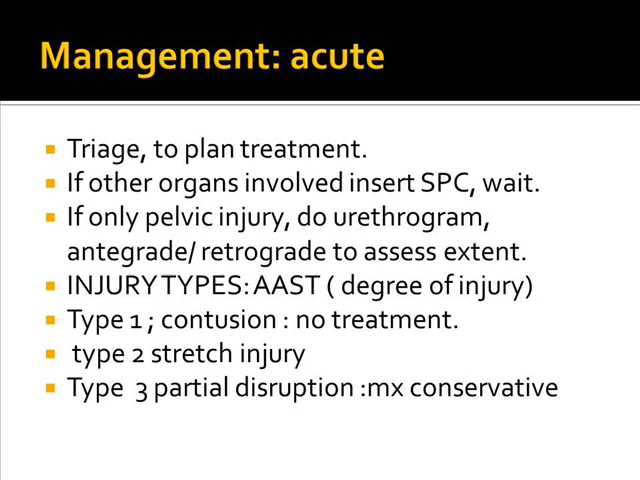 Management: acute
Triage, to plan treatment.
If other organs involved insert SPC, wait.
If only pelvic injury, do urethrogram,
antegrade/ retrograde to assess extent.
INJURY TYPES: AAST ( degree of injury)
Type 1 ; contusion : no treatment.
type 2 stretch injury
Type  3 partial disruption :mx conservative